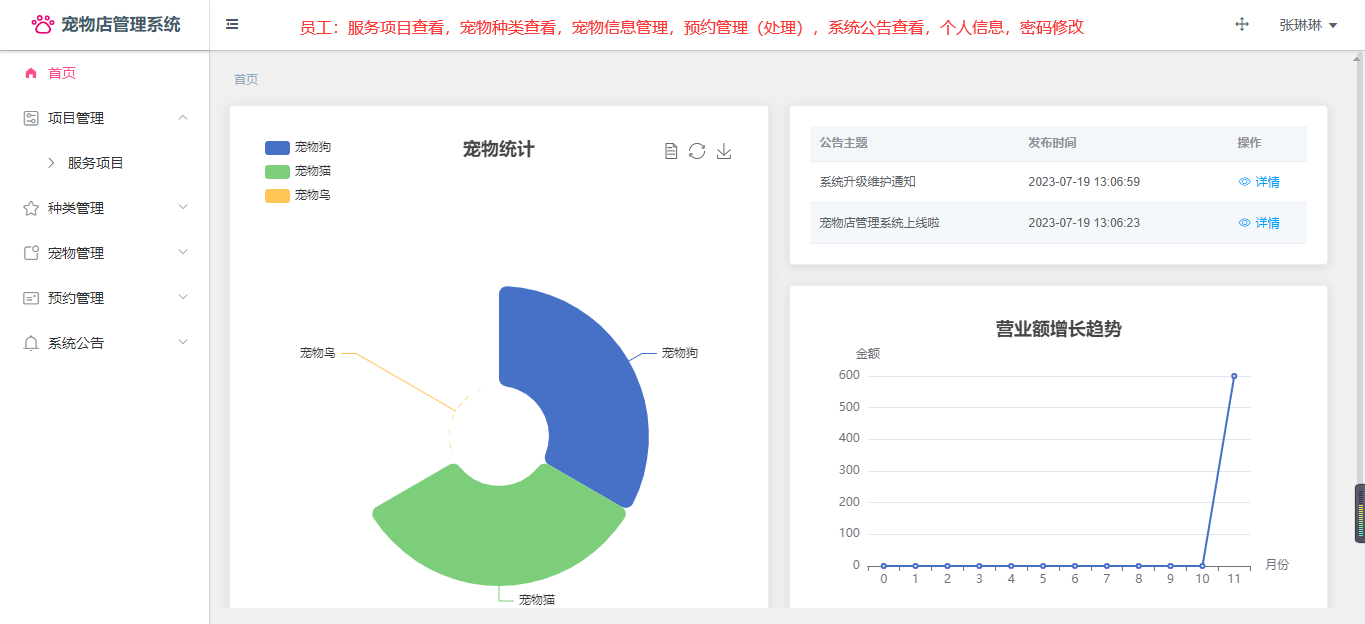 宠物店管理系统
员工：服务项目查看，宠物种类查看，宠物信息管理，预约管理（处理），系统公告查看，个人信息，密码修改
张琳琳
首页
项目管理
服务项目
种类管理
宠物管理
预约管理
系统公告
首页
宠物统计
宠物狗
宠物猫
宠物鸟
宠物鸟
宠物狗
宠物猫
公告主题 发布时间 操作
系统升级维护通知 2023-07-19 13:06:59 详情
宠物店管理系统上线啦 2023-07-19 13:06:23 详情
营业额增长趋势
金额
600
500
400
300
200
100
0
0 1 2 3 4 5 6 7 8 9 10 11
月份